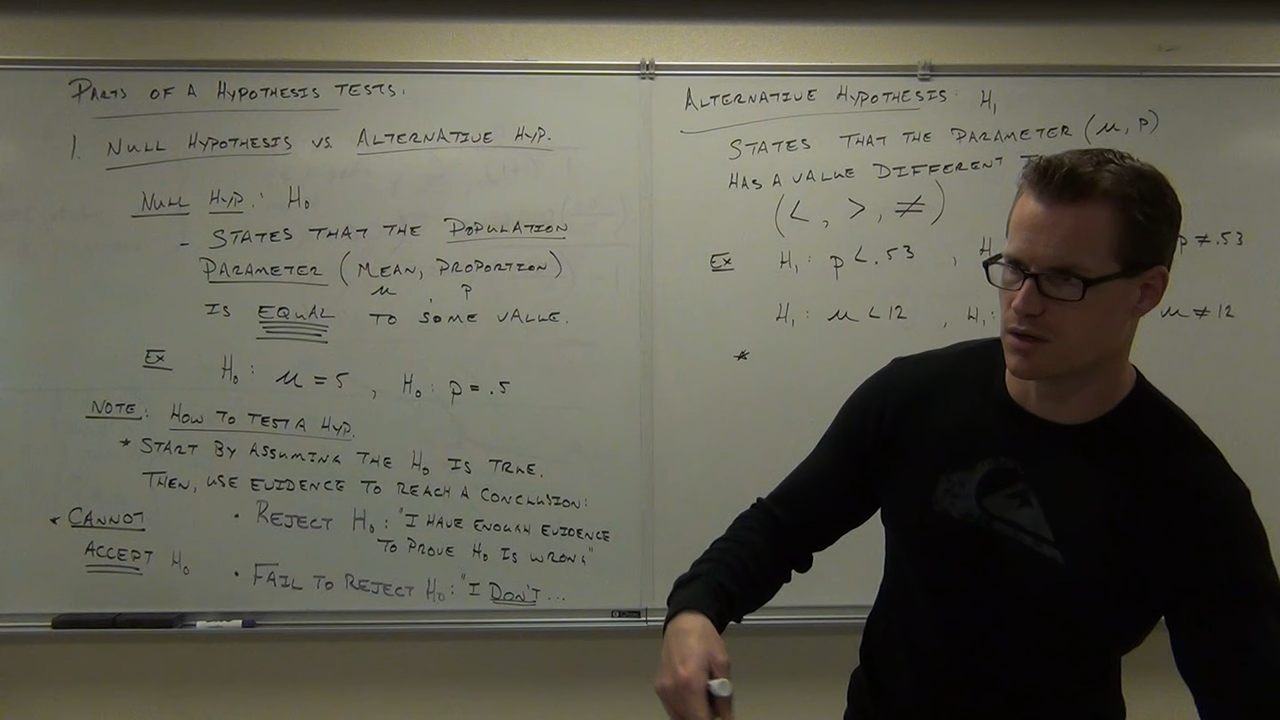 PARTS OF A HYPOTHESIS TESTS.
1. NULL HYPOTHESIS VS. ALTERNATIVE HYP.
NULL HYP.: H₀
- STATES THAT THE POPULATION
PARAMETER (MEAN, PROPORTION)
μ , p
IS EQUAL TO SOME VALUE.
EX H₀: μ = 5 , H₀: p = .5
NOTE: HOW TO TEST A HYP.
* START BY ASSUMING THE H₀ IS TRUE.
THEN, USE EVIDENCE TO REACH A CONCLUSION:
* CANNOT
ACCEPT H₀
• REJECT H₀: "I HAVE ENOUGH EVIDENCE
TO PROVE H₀ IS WRONG"
• FAIL TO REJECT H₀: "I DON'T...
ALTERNATIVE HYPOTHESIS: H₁
STATES THAT THE PARAMETER (μ, p)
HAS A VALUE DIFFERENT
(<, >, ≠)
EX H₁: p < .53 , H p ≠ .53
H₁: μ < 12 , H₁: μ ≠ 12
*